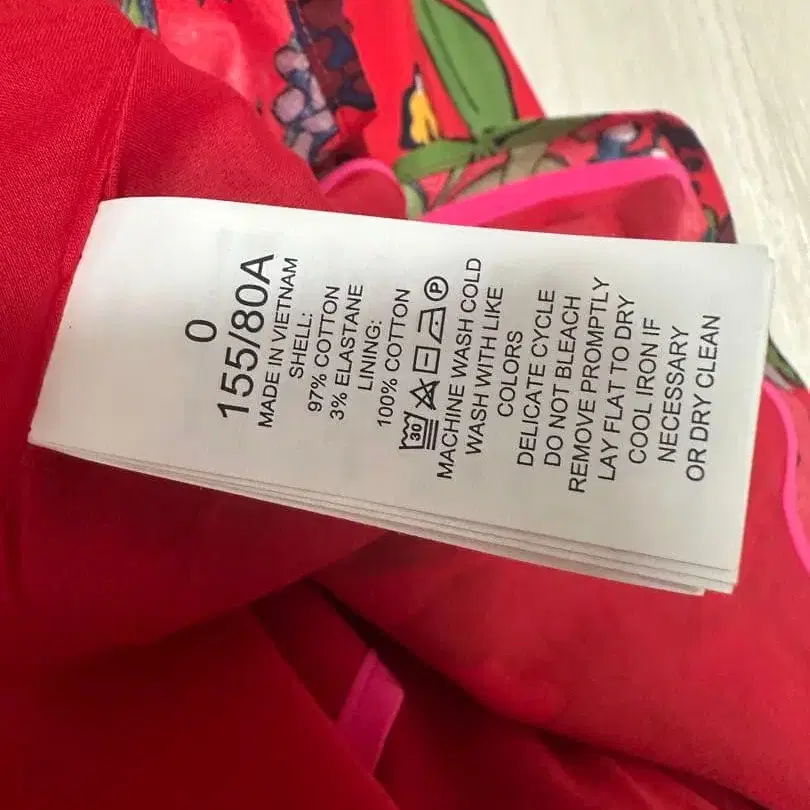 0
155/80A
MADE IN VIETNAM
SHELL:
97% COTTON
3% ELASTANE
LINING:
100% COTTON
30 P
MACHINE WASH COLD
WASH WITH LIKE
COLORS
DELICATE CYCLE
DO NOT BLEACH
REMOVE PROMPTLY
LAY FLAT TO DRY
COOL IRON IF
NECESSARY
OR DRY CLEAN